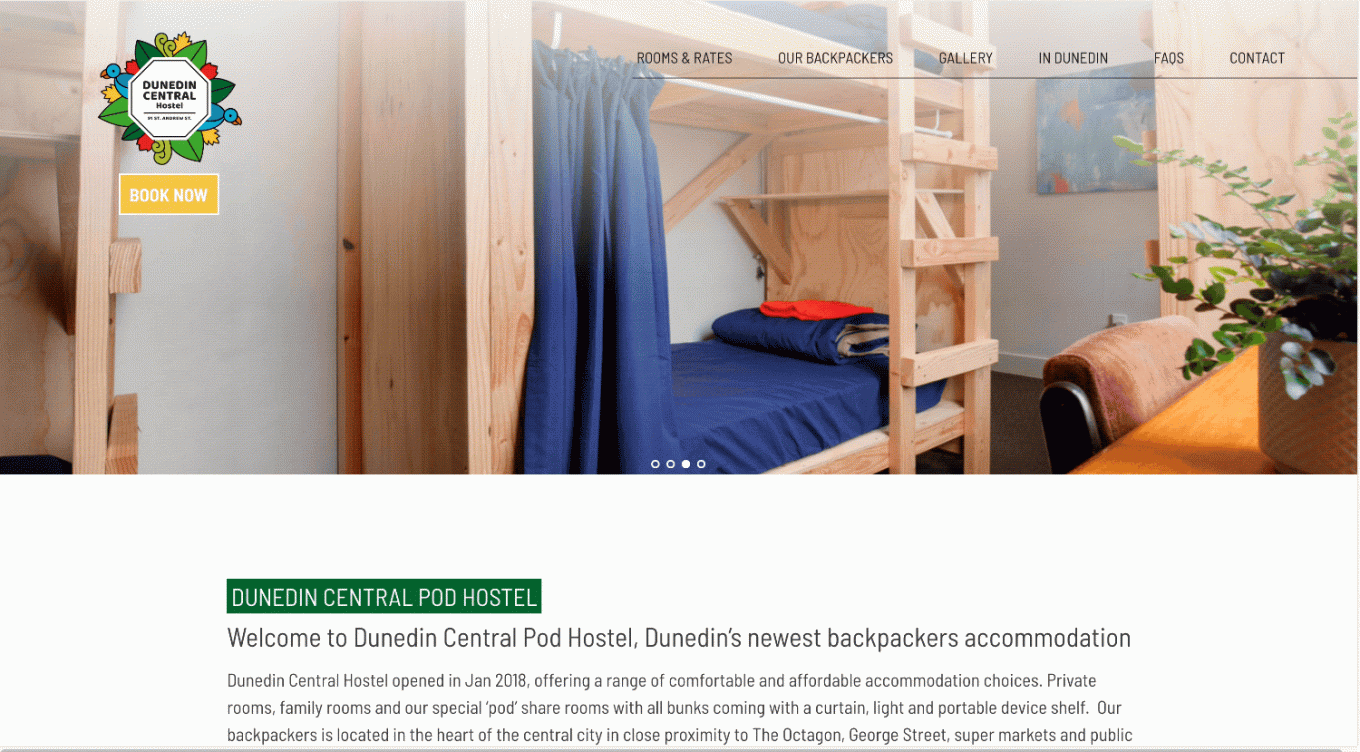 ROOMS & RATES OUR BACKPACKERS GALLERY IN DUNEDIN FAQS CONTACT
DUNEDIN
CENTRAL
Hostel
91 ST. ANDREW ST.
BOOK NOW
DUNEDIN CENTRAL POD HOSTEL
Welcome to Dunedin Central Pod Hostel, Dunedin's newest backpackers accommodation
Dunedin Central Hostel opened in Jan 2018, offering a range of comfortable and affordable accommodation choices. Private
rooms, family rooms and our special 'pod' share rooms with all bunks coming with a curtain, light and portable device shelf. Our
backpackers is located in the heart of the central city in close proximity to The Octagon, George Street, super markets and public